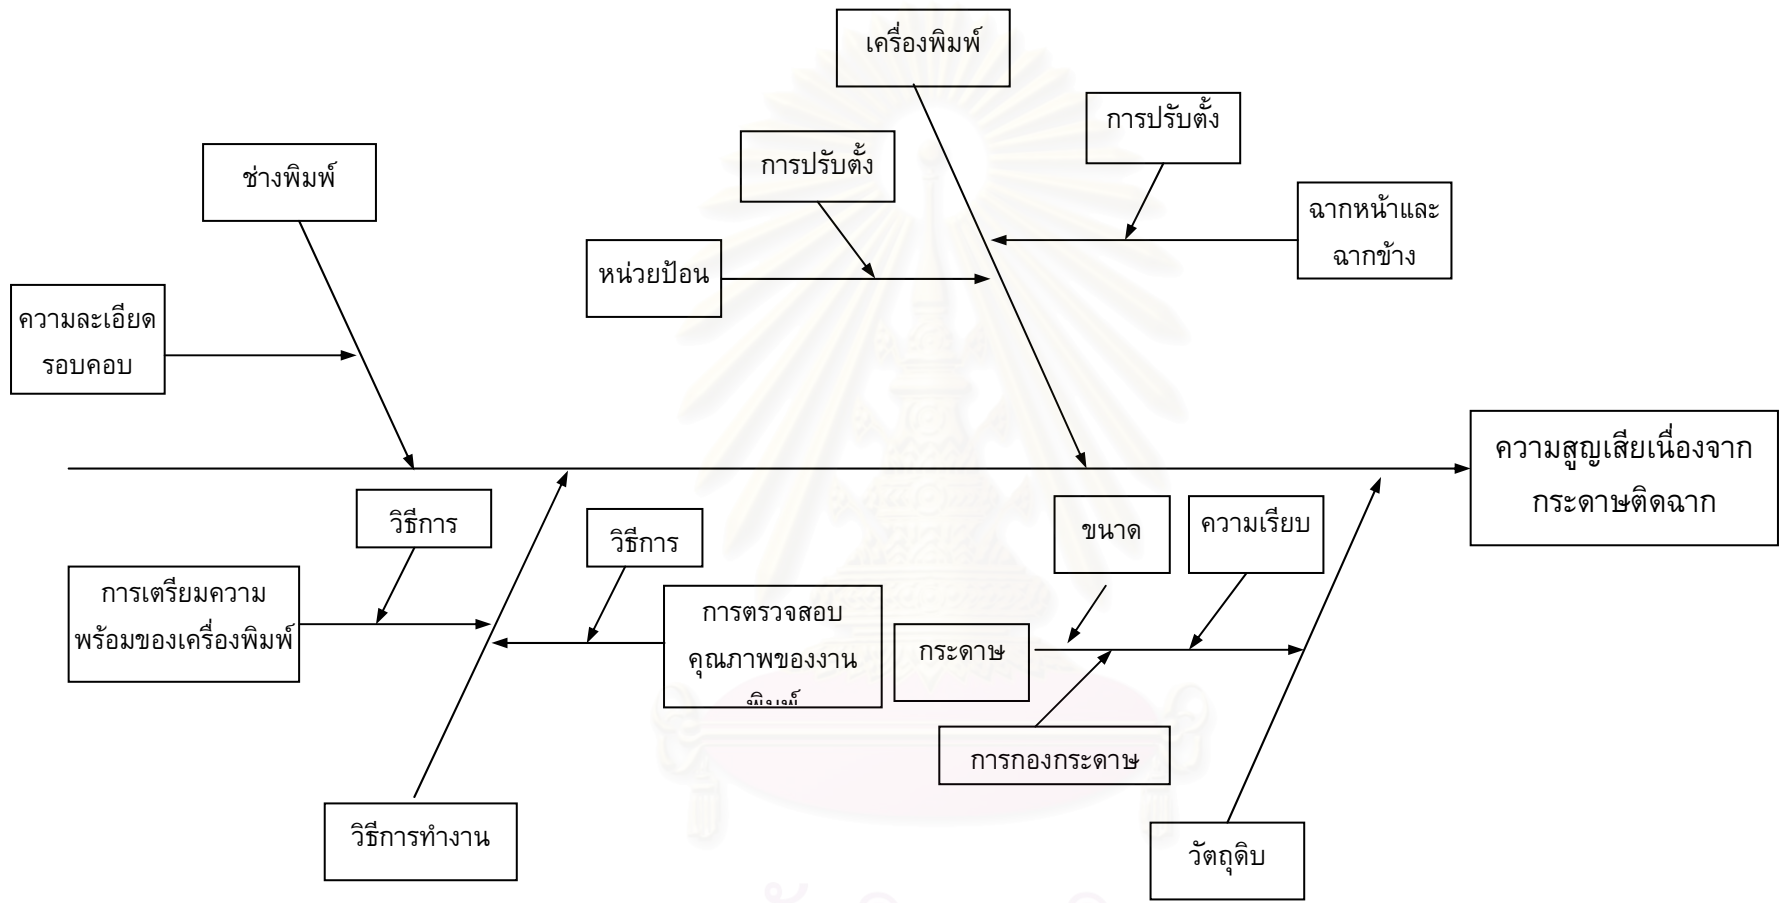 เครื่องพิมพ์
การปรับตั้ง
การปรับตั้ง
ช่างพิมพ์
ฉากหน้าและ
ฉากข้าง
หน่วยป้อน
ความละเอียด
รอบคอบ
ความสูญเสียเนื่องจาก
กระดาษติดฉาก
วิธีการ
วิธีการ
ขนาด
ความเรียบ
การเตรียมความ
พร้อมของเครื่องพิมพ์
การตรวจสอบ
คุณภาพของงาน
พิมพ์
กระดาษ
การกองกระดาษ
วิธีการทำงาน
วัตถุดิบ